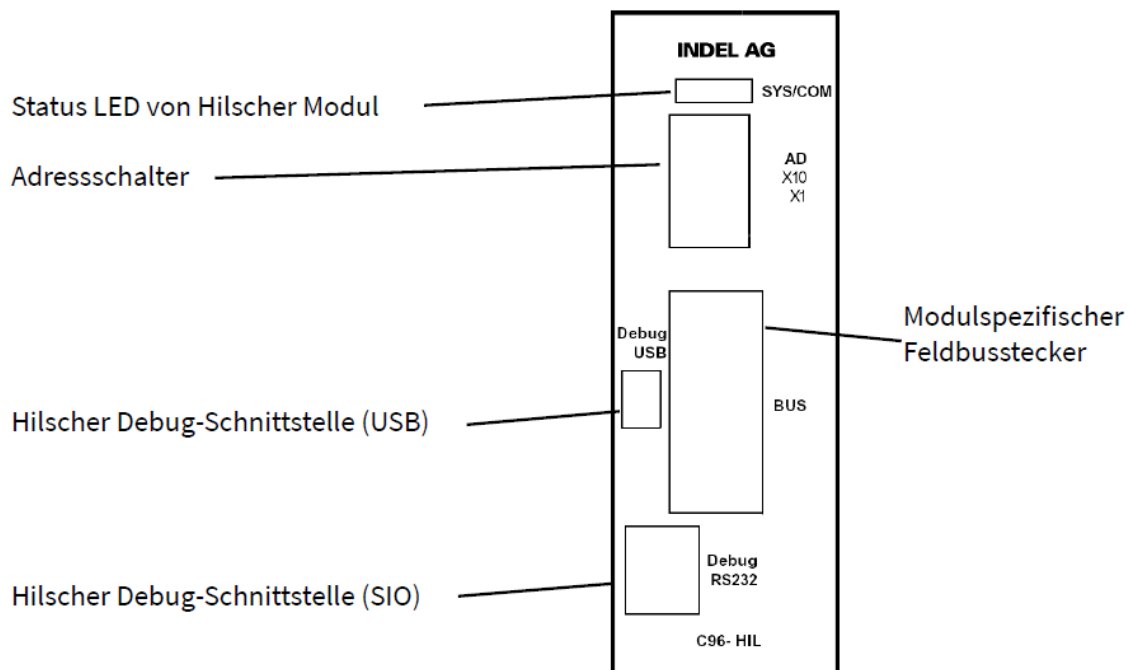 INDEL AG
Status LED von Hilscher Modul
SYS/COM
Adressschalter
AD
X10
X1
Modulspezifischer
Feldbusstecker
Debug
USB
BUS
Hilscher Debug-Schnittstelle (USB)
Debug
RS232
Hilscher Debug-Schnittstelle (SIO)
C96- HIL